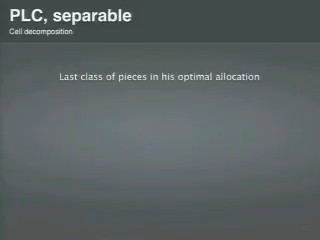 PLC, separable
Cell decomposition
Last class of pieces in his optimal allocation